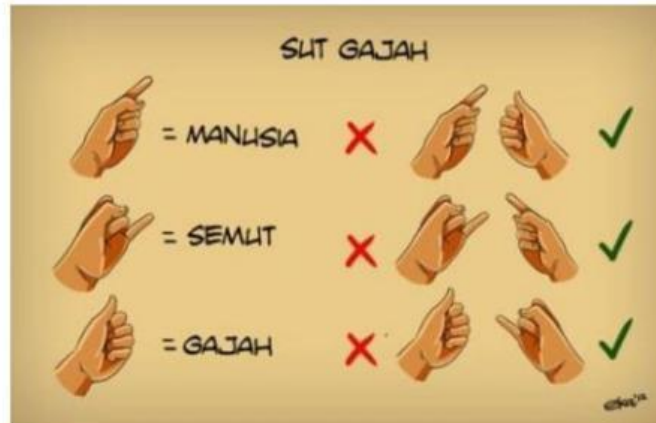 SUT GAJAH
= MANUSIA
= SEMUT
= GAJAH